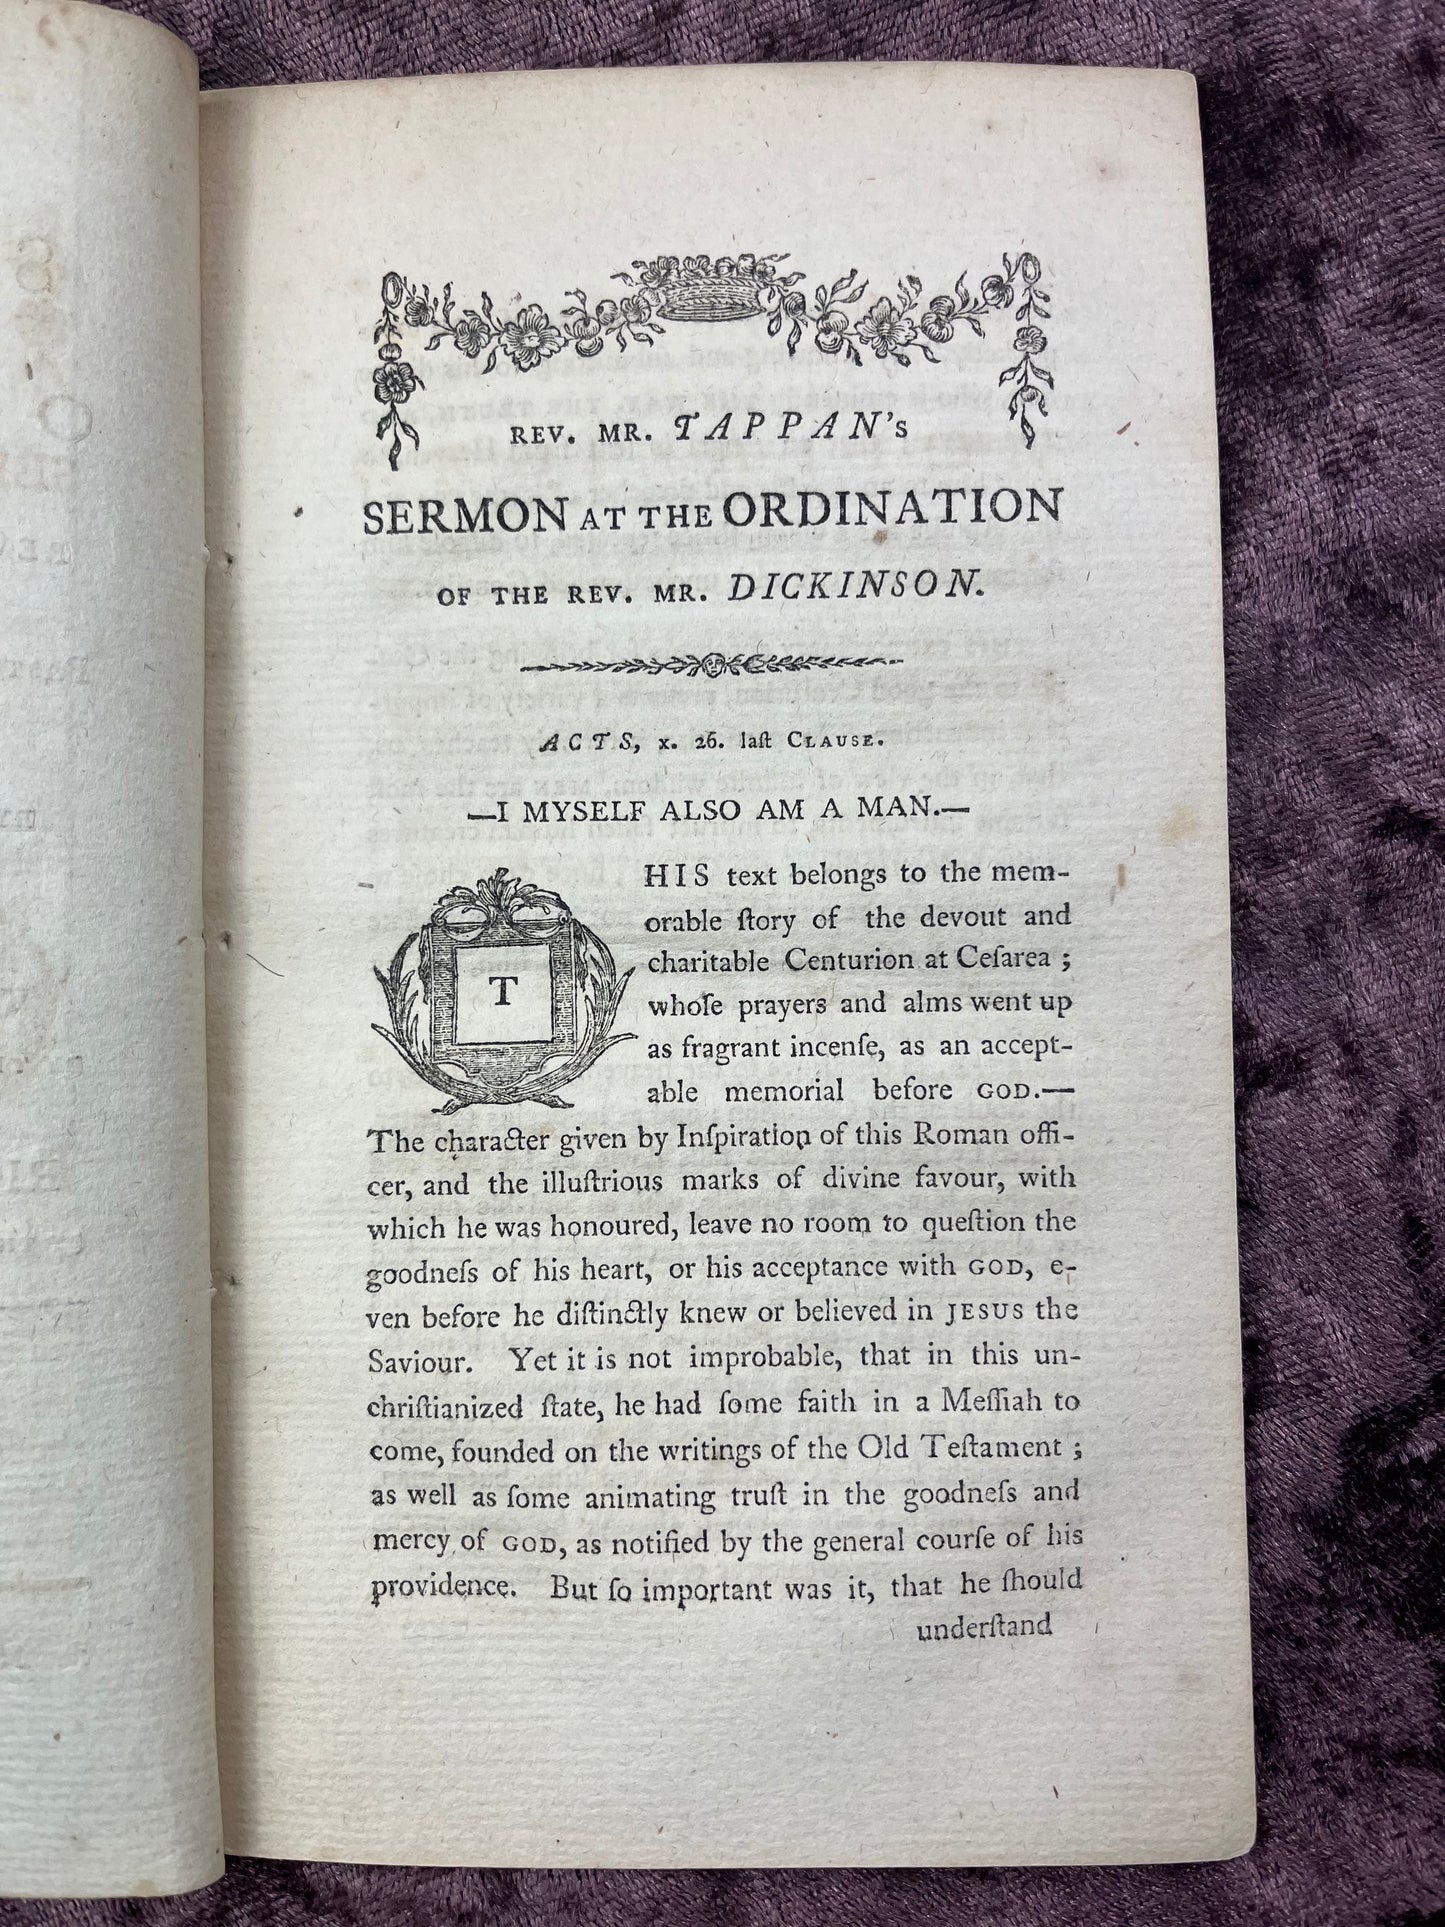 REV. MR. TAPPAN's
SERMON AT THE ORDINATION
OF THE REV. MR. DICKINSON.
ACTS, x. 26. laſt CLAUSE.
—I MYSELF ALSO AM A MAN.—
THIS text belongs to the mem-
orable ſtory of the devout and
charitable Centurion at Ceſarea ;
whoſe prayers and alms went up
as fragrant incenſe, as an accept-
able memorial before GOD.—
The character given by Inſpiration of this Roman offi-
cer, and the illuſtrious marks of divine favour, with
which he was honoured, leave no room to queſtion the
goodneſs of his heart, or his acceptance with GOD, e-
ven before he diſtinctly knew or believed in JESUS the
Saviour. Yet it is not improbable, that in this un-
chriſtianized ſtate, he had ſome faith in a Meſſiah to
come, founded on the writings of the Old Teſtament ;
as well as ſome animating truſt in the goodneſs and
mercy of GOD, as notified by the general courſe of his
providence. But ſo important was it, that he ſhould
underſtand